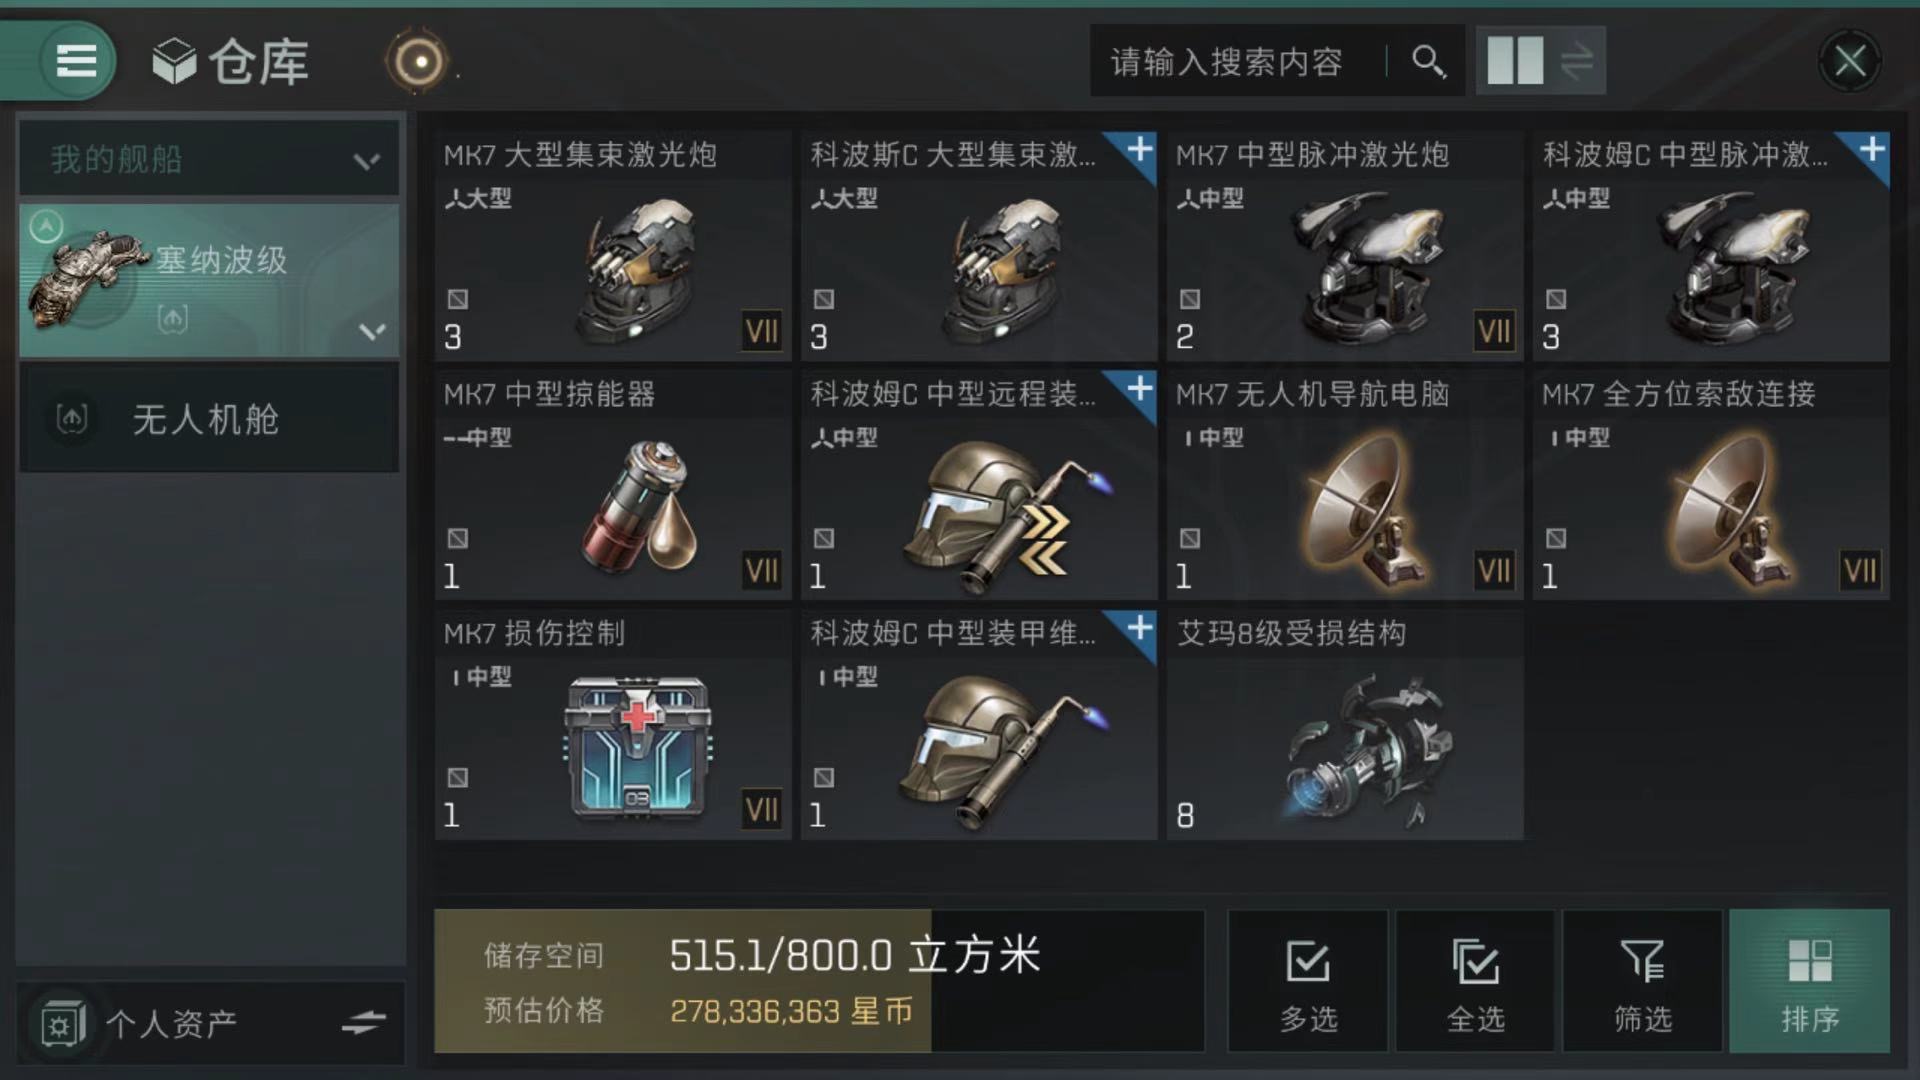 仓库
请输入搜索内容
我的舰船
塞纳波级
无人机舱
个人资产
MK7 大型集束激光炮
大型
3
VII
科波斯C 大型集束激...
大型
3
MK7 中型脉冲激光炮
中型
2
VII
科波姆C 中型脉冲激...
中型
3
MK7 中型掠能器
中型
1
VII
科波姆C 中型远程装...
中型
1
MK7 无人机导航电脑
中型
1
VII
MK7 全方位索敌连接
中型
1
VII
MK7 损伤控制
中型
03
1
VII
科波姆C 中型装甲维...
中型
1
艾玛8级受损结构
8
储存空间 515.1/800.0 立方米
预估价格 278,336,363 星币
多选
全选
筛选
排序